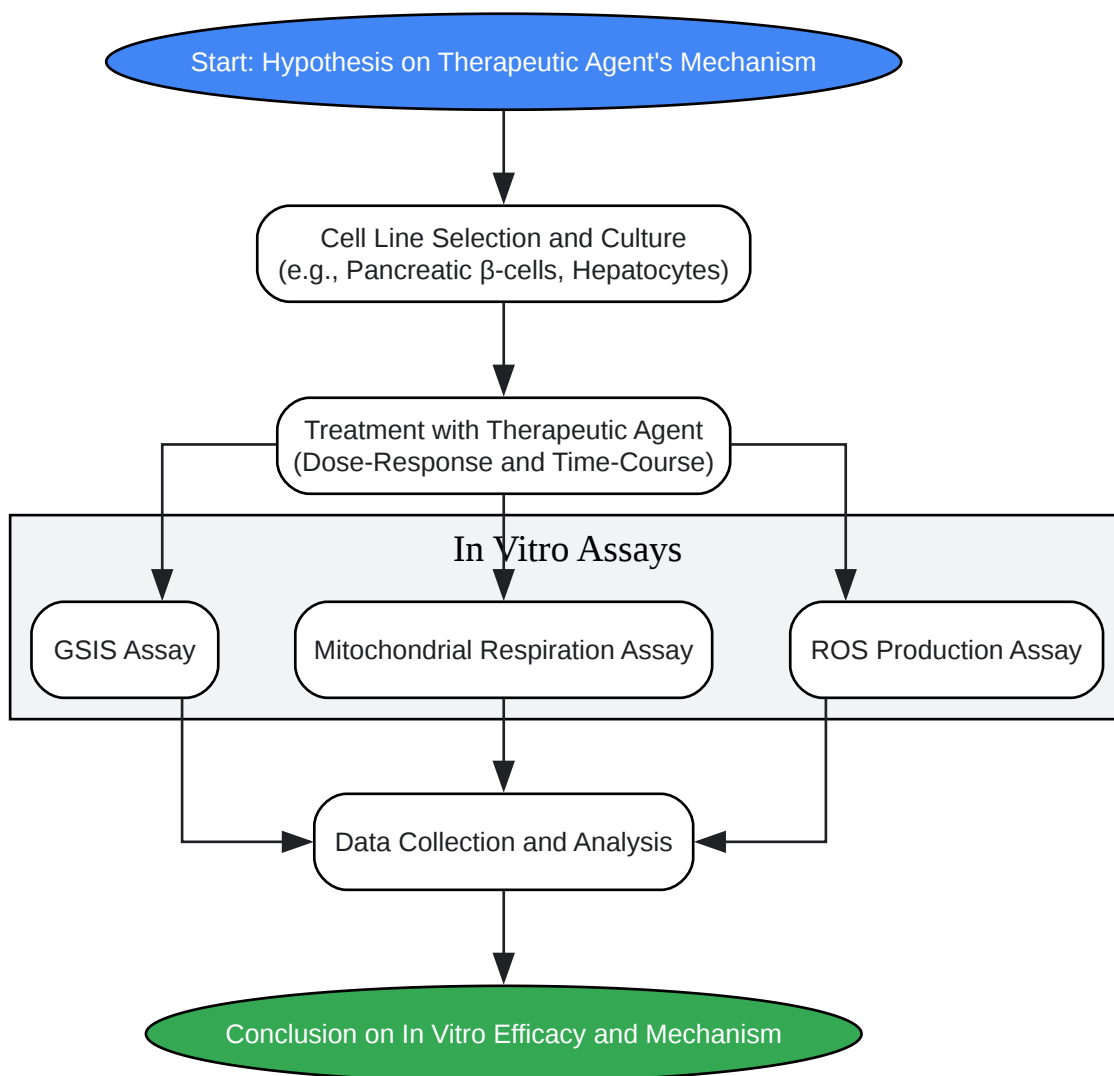 Start: Hypothesis on Therapeutic Agent's Mechanism
Cell Line Selection and Culture
(e.g., Pancreatic β-cells, Hepatocytes)
Treatment with Therapeutic Agent
(Dose-Response and Time-Course)
In Vitro Assays
GSIS Assay
Mitochondrial Respiration Assay
ROS Production Assay
Data Collection and Analysis
Conclusion on In Vitro Efficacy and Mechanism